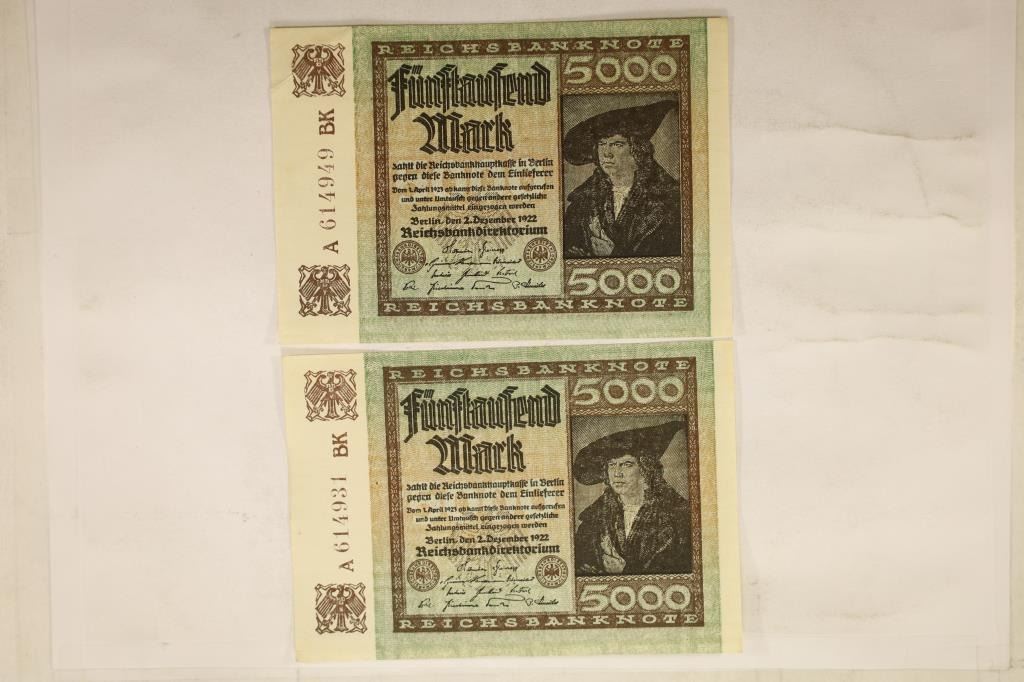 REICHSBANKNOTE
5000
Fünftausend
Mark
zahlt die Reichsbankhauptkasse in Berlin
gegen diese Banknote dem Einlieferer
Vom 1. April 1923 ab kann diese Banknote aufgerufen
und unter Umtausch gegen andere gesetzliche
Zahlungsmittel eingezogen werden
Berlin, den 2. Dezember 1922
Reichsbankdirektorium
5000
REICHSBANKNOTE
A 614949 BK
REICHSBANKNOTE
5000
Fünftausend
Mark
zahlt die Reichsbankhauptkasse in Berlin
gegen diese Banknote dem Einlieferer
Vom 1. April 1923 ab kann diese Banknote aufgerufen
und unter Umtausch gegen andere gesetzliche
Zahlungsmittel eingezogen werden
Berlin, den 2. Dezember 1922
Reichsbankdirektorium
5000
REICHSBANKNOTE
A 614931 BK